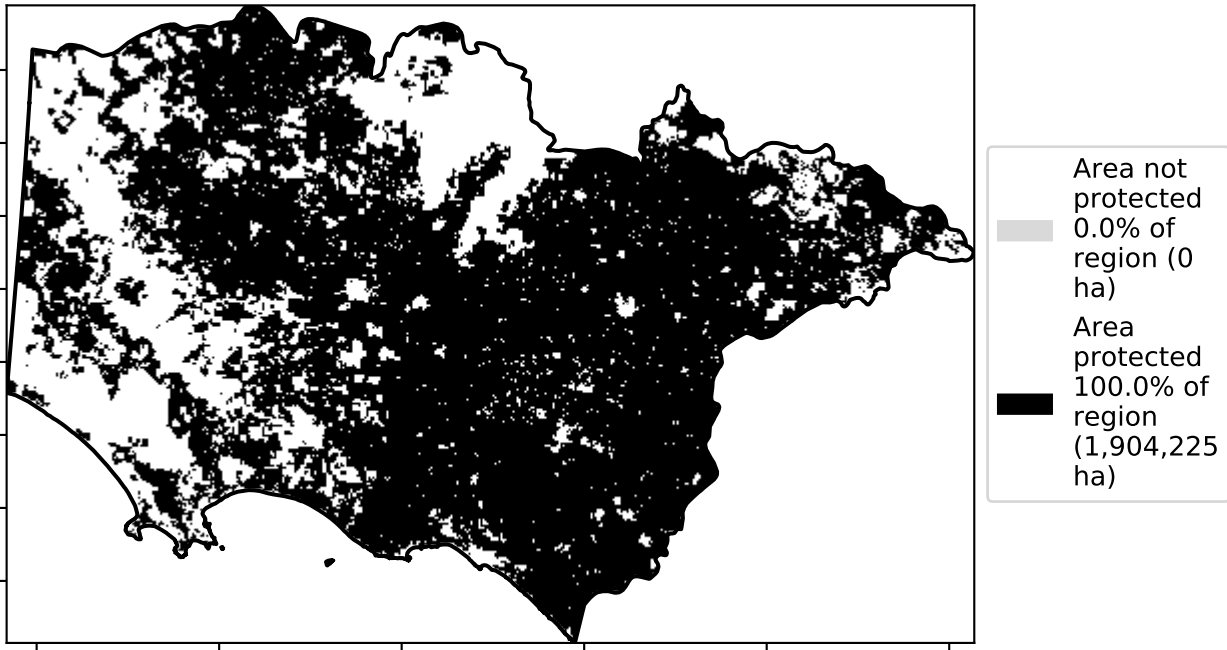 Area not
protected
0.0% of
region (0
ha)
Area
protected
100.0% of
region
(1,904,225
ha)